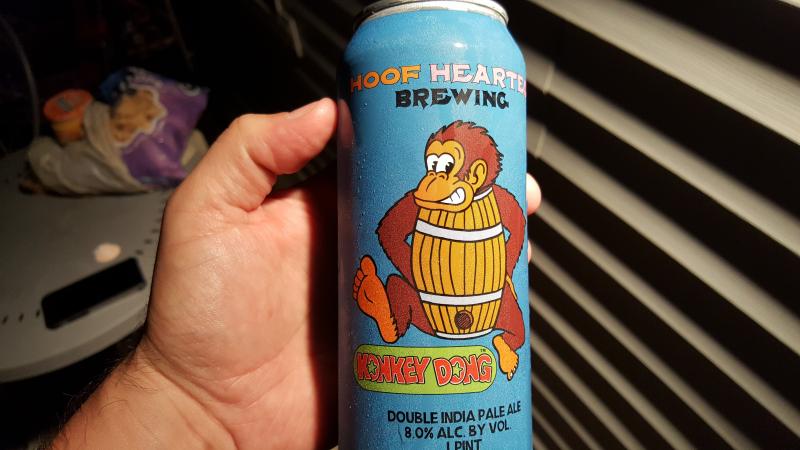 HOOF HEARTE
BREWING
MONKEY DONG
DOUBLE INDIA PALE ALE
8.0% ALC. BY VOL.
1 PINT